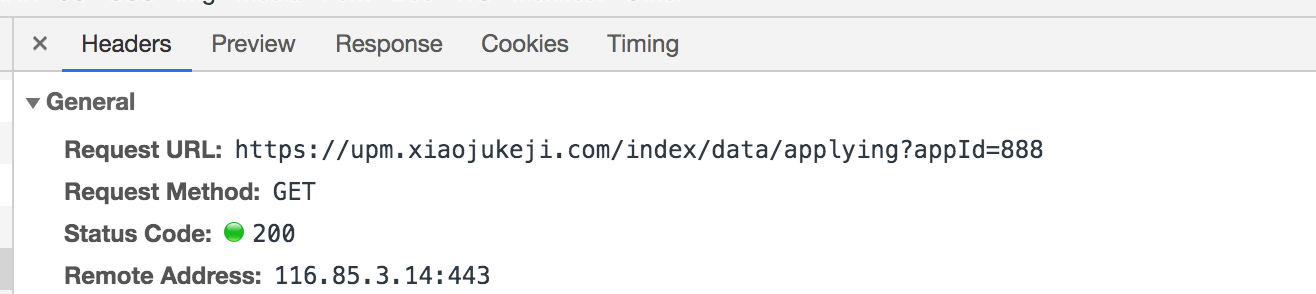 Headers Preview Response Cookies Timing
General
Request URL: https://upm.xiaojukeji.com/index/data/applying?appId=888
Request Method: GET
Status Code: 200
Remote Address: 116.85.3.14:443